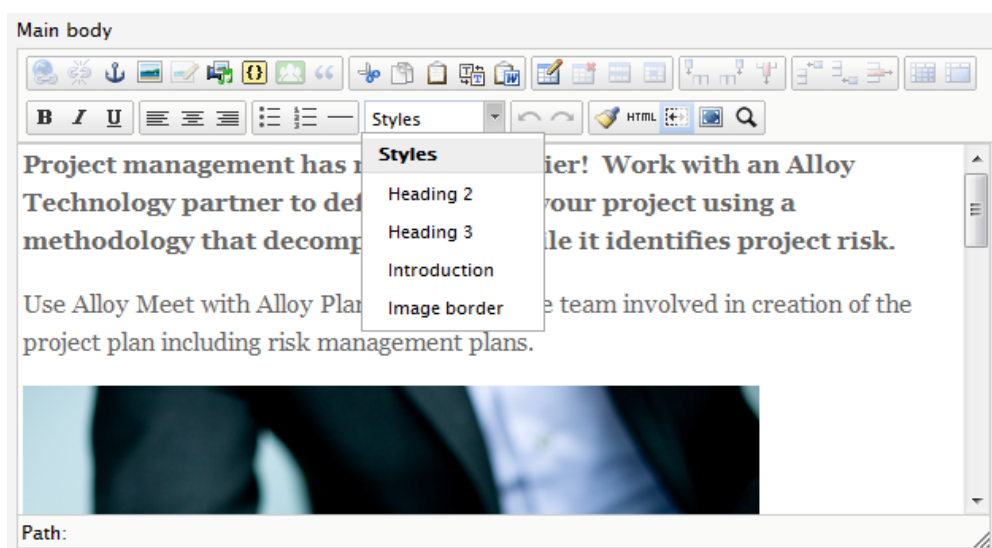 Main body
B I U Styles HTML
Styles
Heading 2
Heading 3
Introduction
Image border
Project management has ier! Work with an Alloy
Technology partner to def your project using a
methodology that decomp le it identifies project risk.
Use Alloy Meet with Alloy Plan e team involved in creation of the
project plan including risk management plans.
Path: